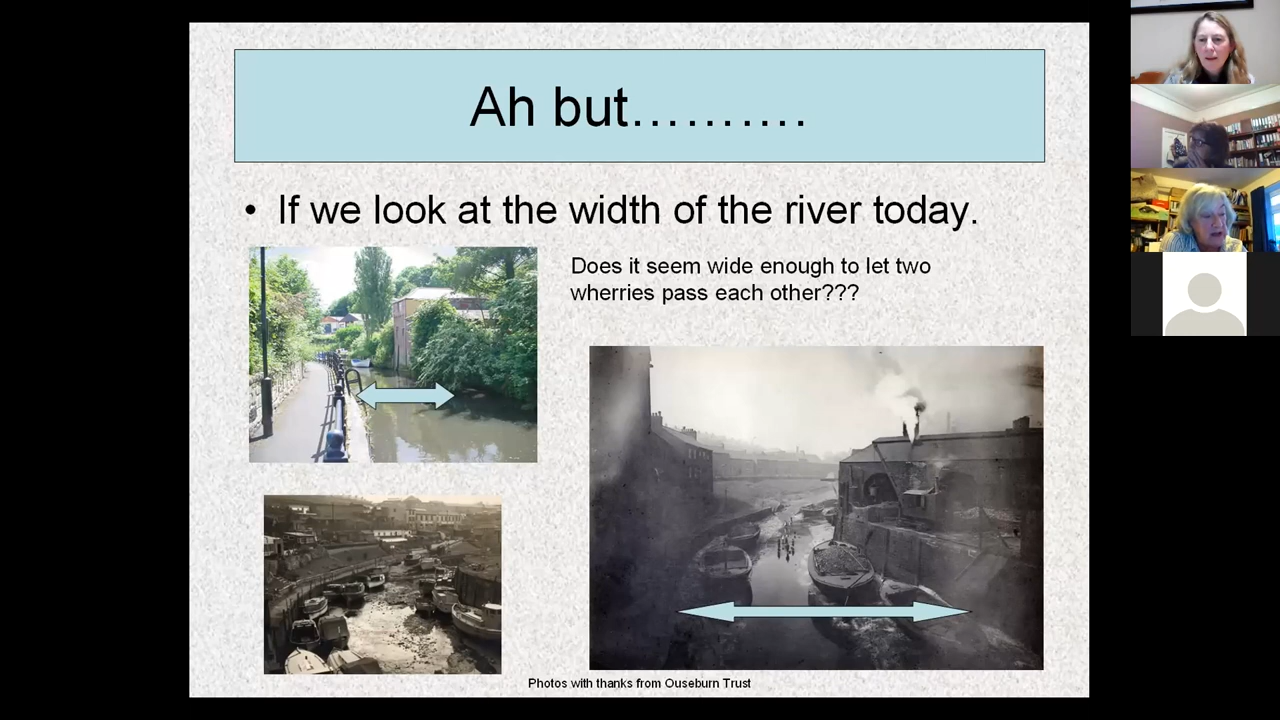 Ah but……….
• If we look at the width of the river today.
Does it seem wide enough to let two
wherries pass each other???
Photos with thanks from Ouseburn Trust